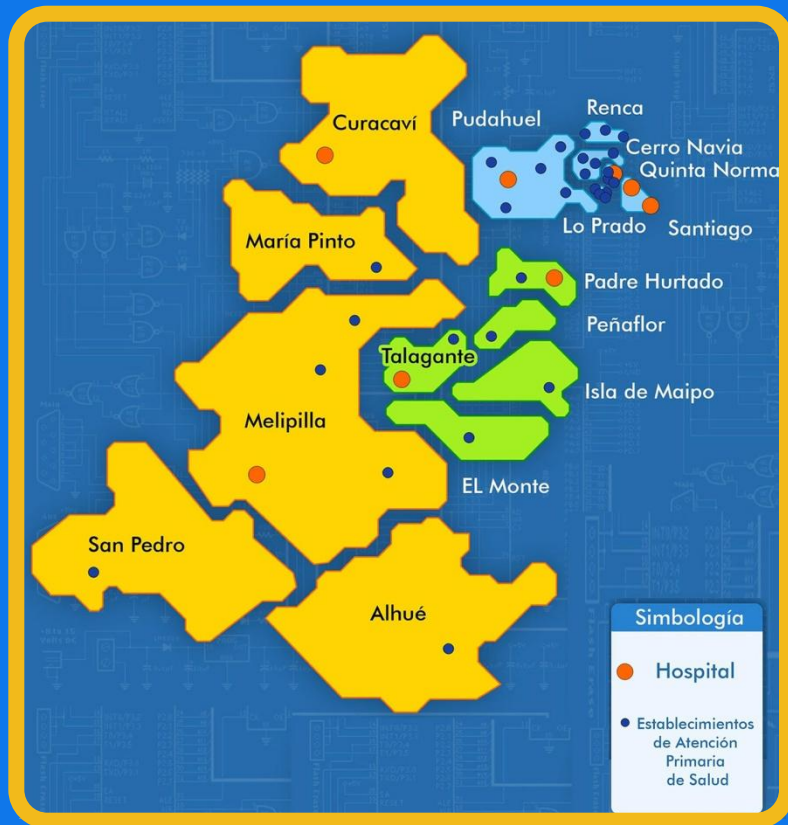 Renca
Pudahuel
Curacaví
Cerro Navia
Quinta Norma
Lo Prado
Santiago
María Pinto
Padre Hurtado
Peñaflor
Talagante
Isla de Maipo
Melipilla
EL Monte
San Pedro
Alhué
Simbología
Hospital
Establecimientos
de Atención
Primaria
de Salud